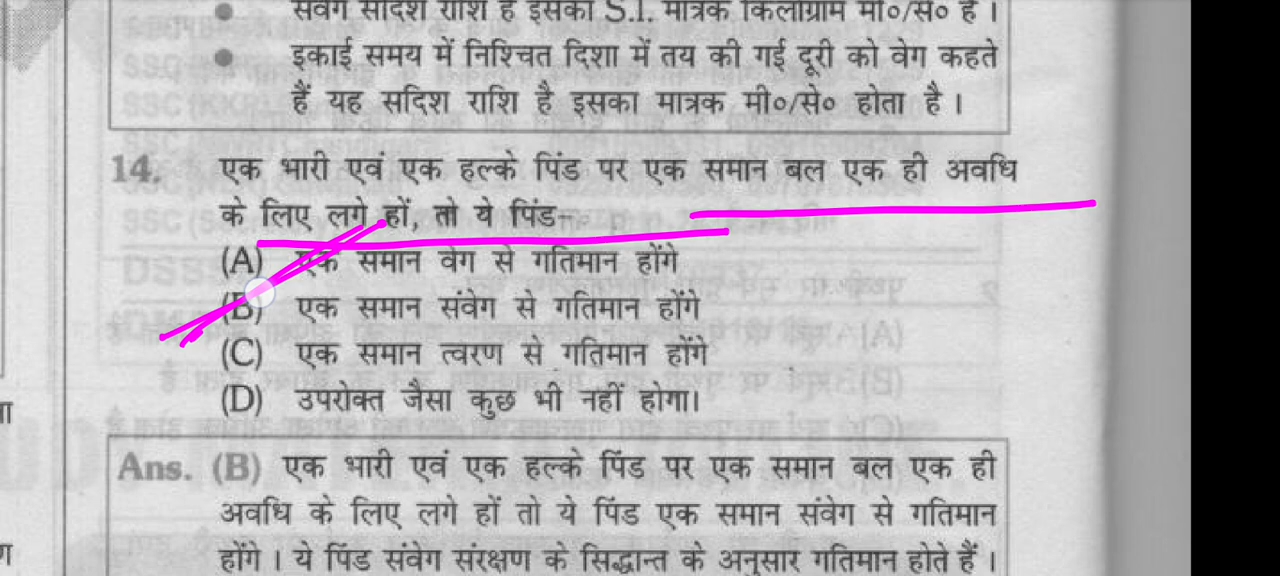 संवेग सदिश राशि है इसका S.I. मात्रक किलोग्राम मी०/से० है ।
● इकाई समय में निश्चित दिशा में तय की गई दूरी को वेग कहते
हैं यह सदिश राशि है इसका मात्रक मी०/से० होता है ।
14. एक भारी एवं एक हल्के पिंड पर एक समान बल एक ही अवधि
के लिए लगे हों, तो ये पिंड–
(A) एक समान वेग से गतिमान होंगे
(B) एक समान संवेग से गतिमान होंगे
(C) एक समान त्वरण से गतिमान होंगे
(D) उपरोक्त जैसा कुछ भी नहीं होगा।
Ans. (B) एक भारी एवं एक हल्के पिंड पर एक समान बल एक ही
अवधि के लिए लगे हों तो ये पिंड एक समान संवेग से गतिमान
होंगे । ये पिंड संवेग संरक्षण के सिद्धान्त के अनुसार गतिमान होते हैं ।